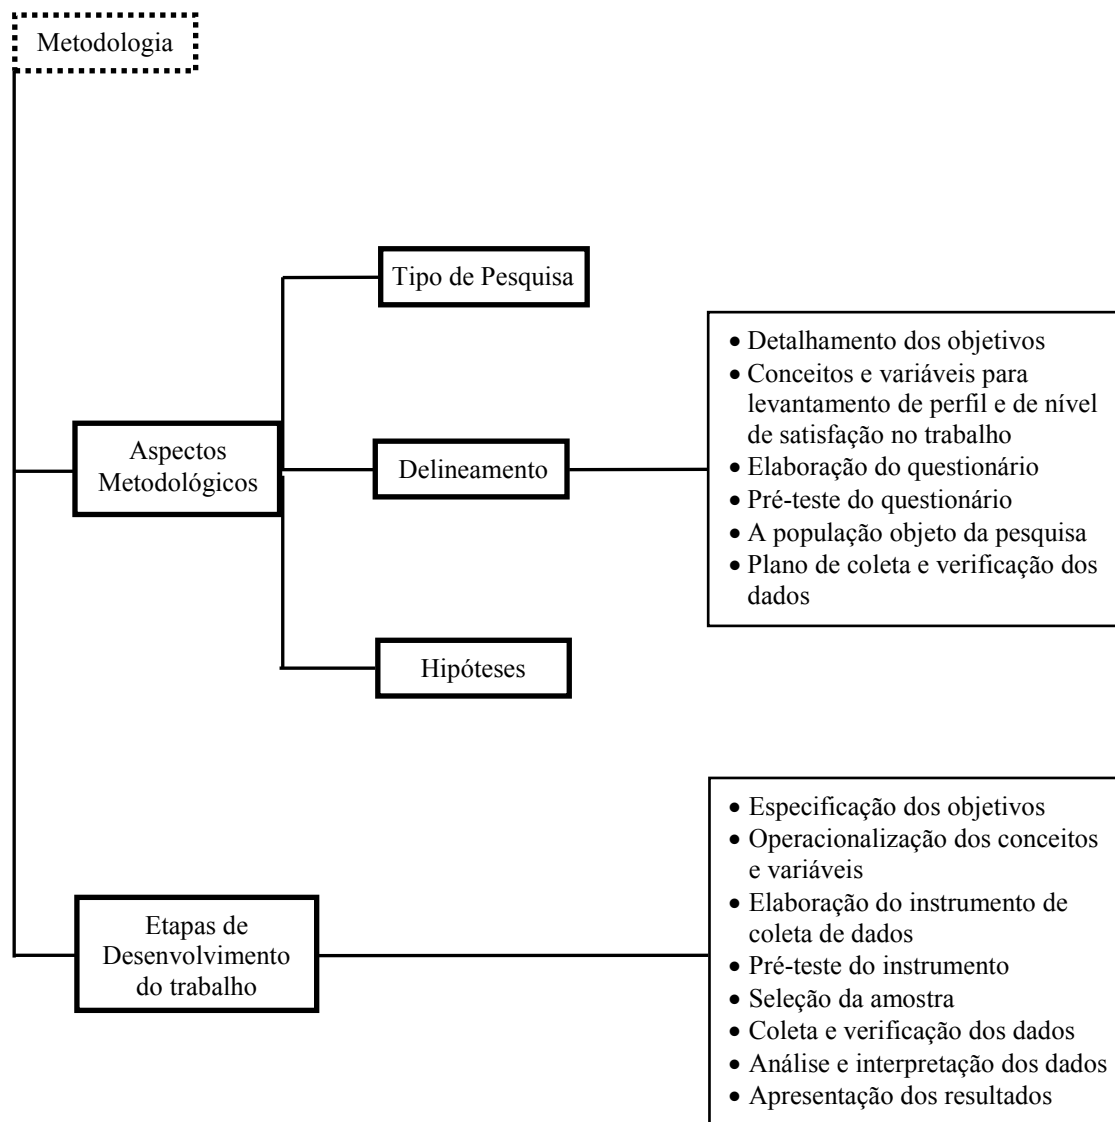 Metodologia
Tipo de Pesquisa
Aspectos
Metodológicos
Delineamento
• Detalhamento dos objetivos
• Conceitos e variáveis para
levantamento de perfil e de nível
de satisfação no trabalho
• Elaboração do questionário
• Pré-teste do questionário
• A população objeto da pesquisa
• Plano de coleta e verificação dos
dados
Hipóteses
Etapas de
Desenvolvimento
do trabalho
• Especificação dos objetivos
• Operacionalização dos conceitos
e variáveis
• Elaboração do instrumento de
coleta de dados
• Pré-teste do instrumento
• Seleção da amostra
• Coleta e verificação dos dados
• Análise e interpretação dos dados
• Apresentação dos resultados